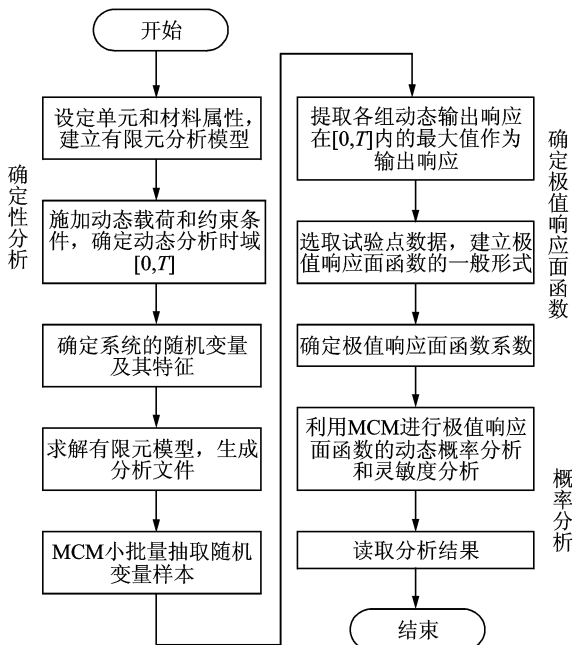 开始
设定单元和材料属性,
建立有限元分析模型
确定性分析
施加动态载荷和约束条
件，确定动态分析时域
[0,T]
确定系统的随机变量
及其特征
求解有限元模型，生成
分析文件
MCM小批量抽取随机
变量样本
提取各组动态输出响应
在[0,T]内的最大值作为
输出响应
确定极值响应面函数
选取试验点数据，建立极
值响应面函数的一般形式
确定极值响应面函数系数
利用MCM进行极值响应
面函数的动态概率分析
和灵敏度分析
概率分析
读取分析结果
结束